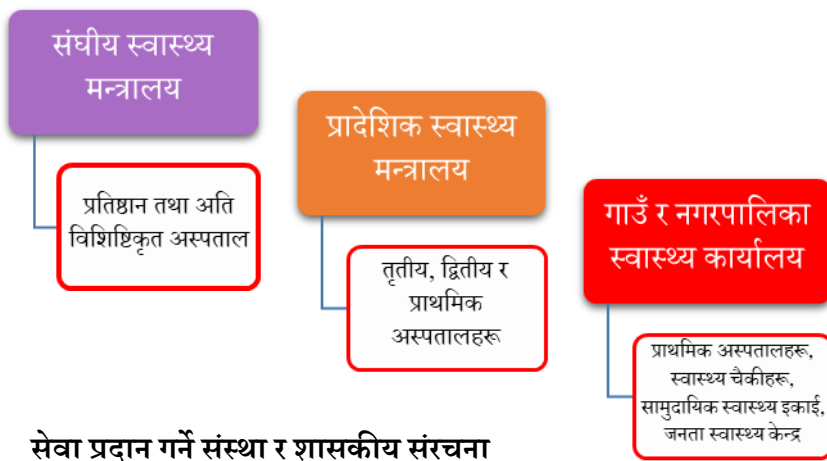 संघीय स्वास्थ्य
मन्त्रालय
प्रतिष्ठान तथा अति
विशिष्टिकृत अस्पताल
प्रादेशिक स्वास्थ्य
मन्त्रालय
तृतीय, द्वितीय र
प्राथमिक
अस्पतालहरू
गाउँ र नगरपालिका
स्वास्थ्य कार्यालय
प्राथमिक अस्पतालहरू,
स्वास्थ्य चैकीहरू,
सामुदायिक स्वास्थ्य इकाई,
जनता स्वास्थ्य केन्द्र
सेवा प्रदान गर्ने संस्था र शासकीय संरचना